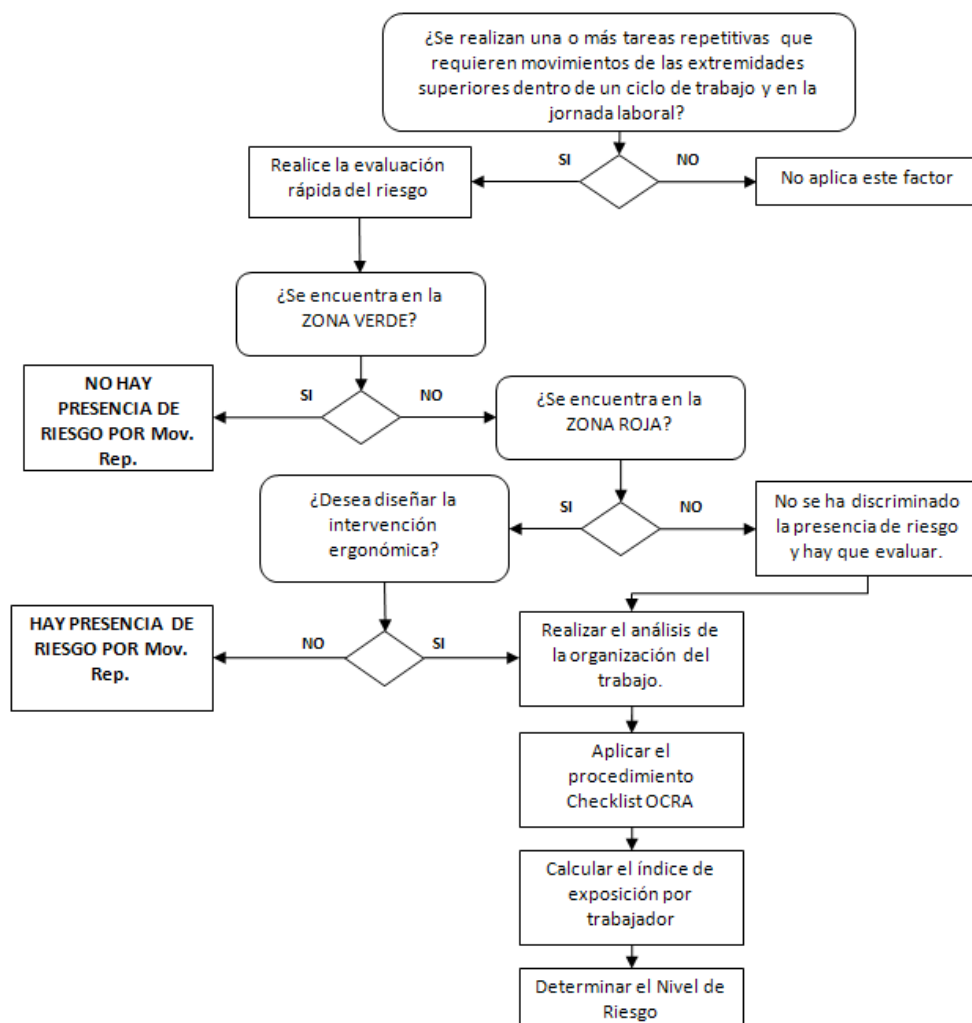 ¿Se realizan una o más tareas repetitivas que
requieren movimientos de las extremidades
superiores dentro de un ciclo de trabajo y en la
jornada laboral?
SI
NO
Realice la evaluación
rápida del riesgo
No aplica este factor
¿Se encuentra en la
ZONA VERDE?
SI
NO
NO HAY
PRESENCIA DE
RIESGO POR Mov.
Rep.
¿Se encuentra en la
ZONA ROJA?
SI
NO
¿Desea diseñar la
intervención
ergonómica?
No se ha discriminado
la presencia de riesgo
y hay que evaluar.
HAY PRESENCIA DE
RIESGO POR Mov.
Rep.
NO
SI
Realizar el análisis de
la organización del
trabajo.
Aplicar el
procedimiento
Checklist OCRA
Calcular el índice de
exposición por
trabajador
Determinar el Nivel de
Riesgo